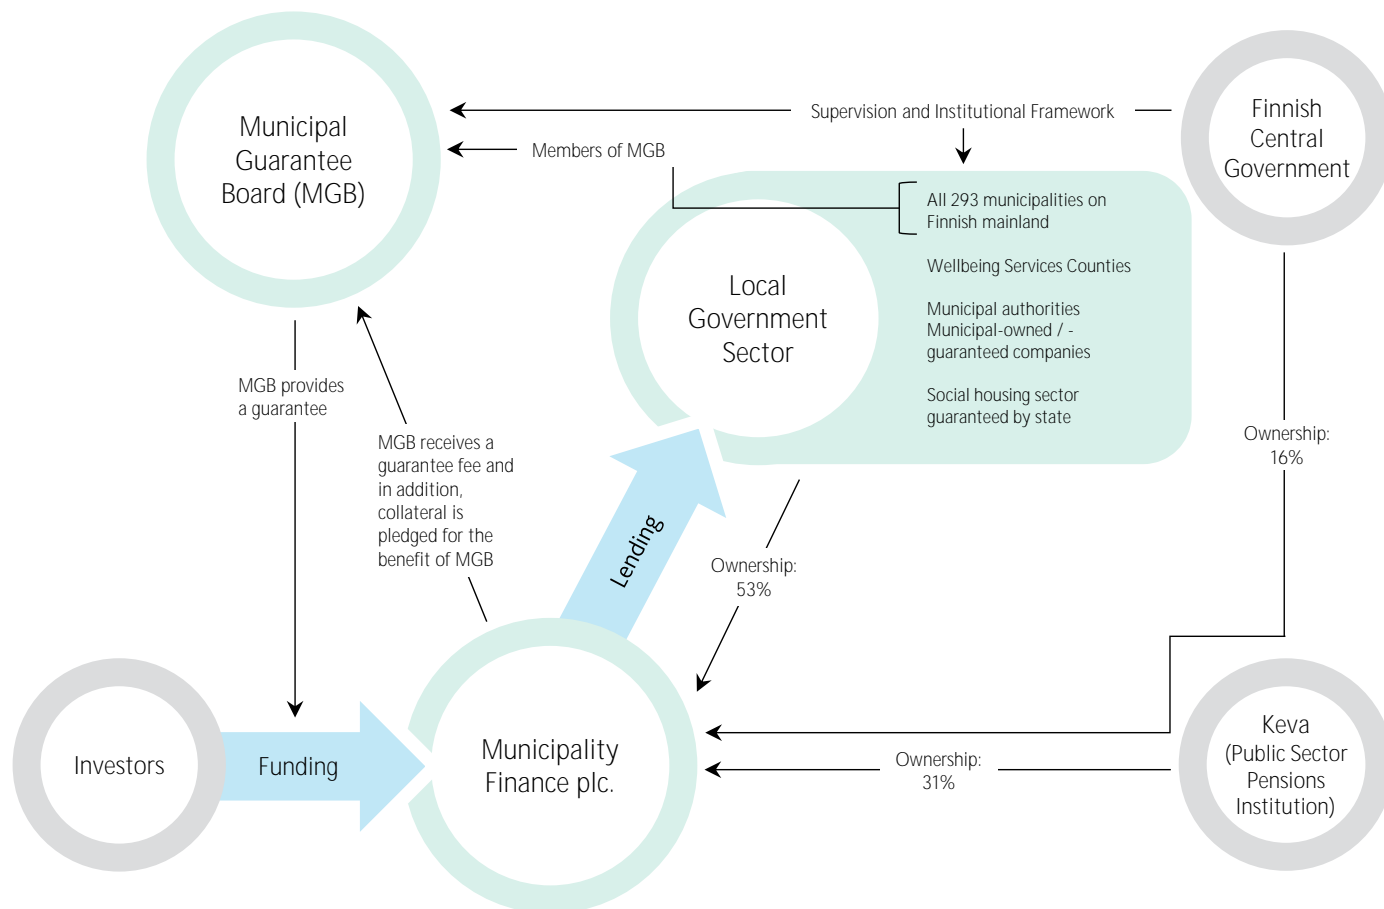 Municipal
Guarantee
Board (MGB)
Supervision and Institutional Framework
Finnish
Central
Government
Members of MGB
All 293 municipalities on
Finnish mainland
Wellbeing Services Counties
Municipal authorities
Municipal-owned / -
guaranteed companies
Social housing sector
guaranteed by state
Local
Government
Sector
MGB provides
a guarantee
MGB receives a
guarantee fee and
in addition,
collateral is
pledged for the
benefit of MGB
Lending
Ownership:
53%
Ownership:
16%
Investors
Funding
Municipality
Finance plc.
Ownership:
31%
Keva
(Public Sector
Pensions
Institution)